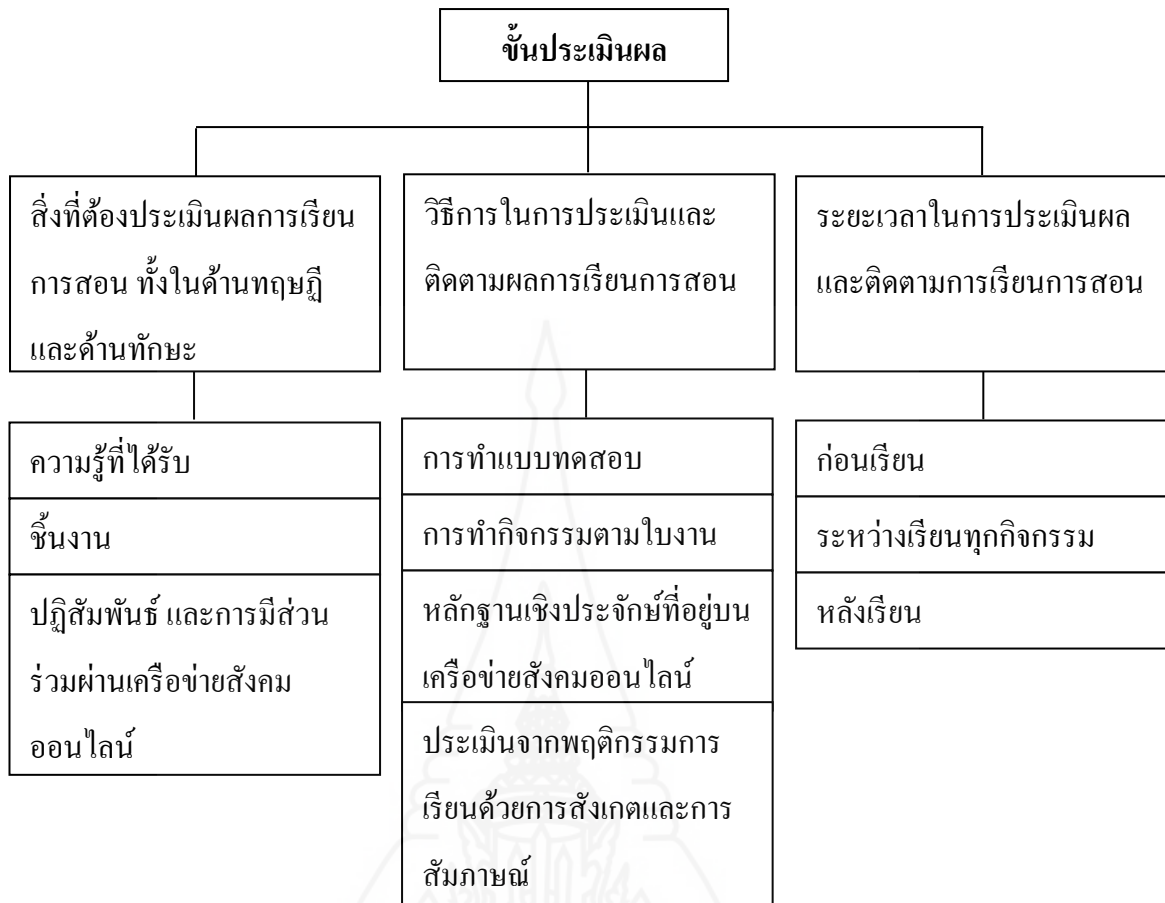 ขั้นประเมินผล
สิ่งที่ต้องประเมินผลการเรียน
การสอน ทั้งในด้านทฤษฏี
และด้านทักษะ
วิธีการในการประเมินและ
ติดตามผลการเรียนการสอน
ระยะเวลาในการประเมินผล
และติดตามการเรียนการสอน
ความรู้ที่ได้รับ
ชิ้นงาน
ปฏิสัมพันธ์ และการมีส่วน
ร่วมผ่านเครือข่ายสังคม
ออนไลน์
การทำแบบทดสอบ
การทำกิจกรรมตามใบงาน
หลักฐานเชิงประจักษ์ที่อยู่บน
เครือข่ายสังคมออนไลน์
ประเมินจากพฤติกรรมการ
เรียนด้วยการสังเกตและการ
สัมภาษณ์
ก่อนเรียน
ระหว่างเรียนทุกกิจกรรม
หลังเรียน